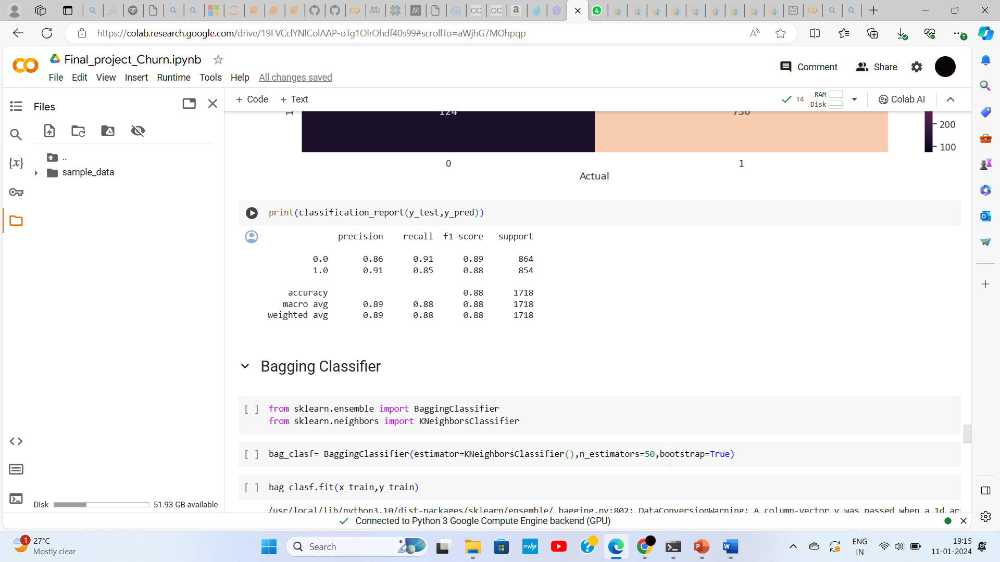 https://colab.research.google.com/drive/19FVCclYNlColAAP-oTg1OlrOhdf40s99#scrollTo=aWjhG7MOhpqp
Final_project_Churn.ipynb
Comment
Share
File Edit View Insert Runtime Tools Help All changes saved
Files
+ Code + Text
T4
RAM
Disk
Colab AI
..
sample_data
1
124
730
200
100
0 1
Actual
print(classification_report(y_test,y_pred))
precision recall f1-score support
0.0 0.86 0.91 0.89 864
1.0 0.91 0.85 0.88 854
accuracy 0.88 1718
macro avg 0.89 0.88 0.88 1718
weighted avg 0.89 0.88 0.88 1718
Bagging Classifier
[ ] from sklearn.ensemble import BaggingClassifier
from sklearn.neighbors import KNeighborsClassifier
[ ] bag_clasf= BaggingClassifier(estimator=KNeighborsClassifier(),n_estimators=50,bootstrap=True)
[ ] bag_clasf.fit(x_train,y_train)
/usr/local/lib/python3.10/dist-packages/sklearn/ensemble/_bagging.py:802: DataConversionWarning: A column-vector y was passed when a 1d ar
Disk 51.93 GB available
Connected to Python 3 Google Compute Engine backend (GPU)
1
27°C
Mostly clear
Search
myhp
ENG
IN
19:15
11-01-2024